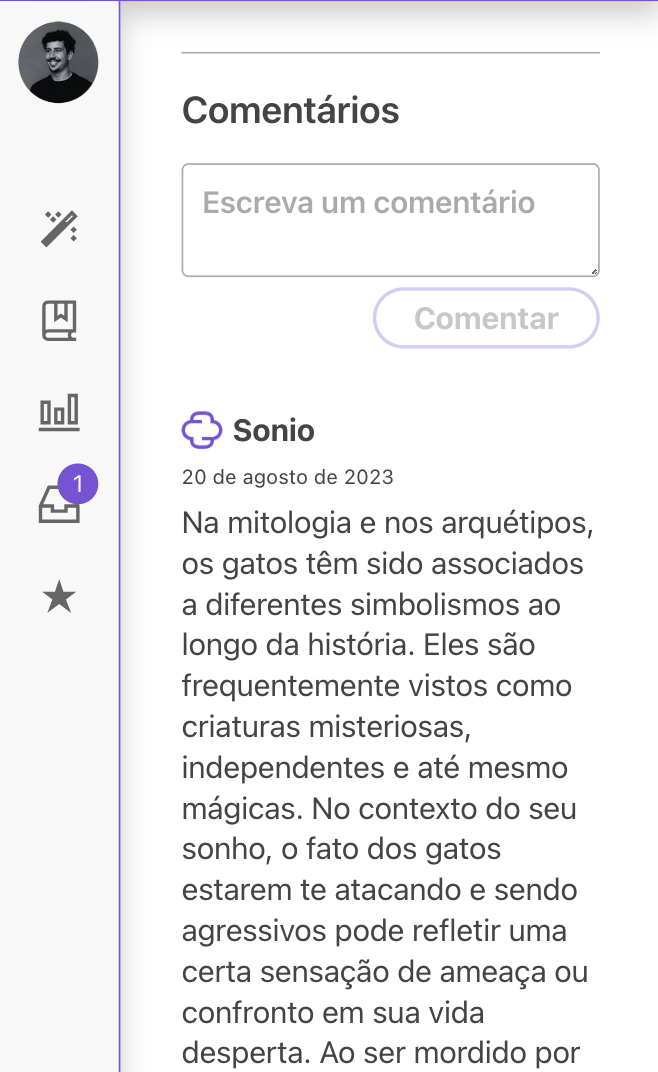 Comentários
Escreva um comentário
Comentar
Sonio
20 de agosto de 2023
1
Na mitologia e nos arquétipos,
os gatos têm sido associados
a diferentes simbolismos ao
longo da história. Eles são
frequentemente vistos como
criaturas misteriosas,
independentes e até mesmo
mágicas. No contexto do seu
sonho, o fato dos gatos
estarem te atacando e sendo
agressivos pode refletir uma
certa sensação de ameaça ou
confronto em sua vida
desperta. Ao ser mordido por